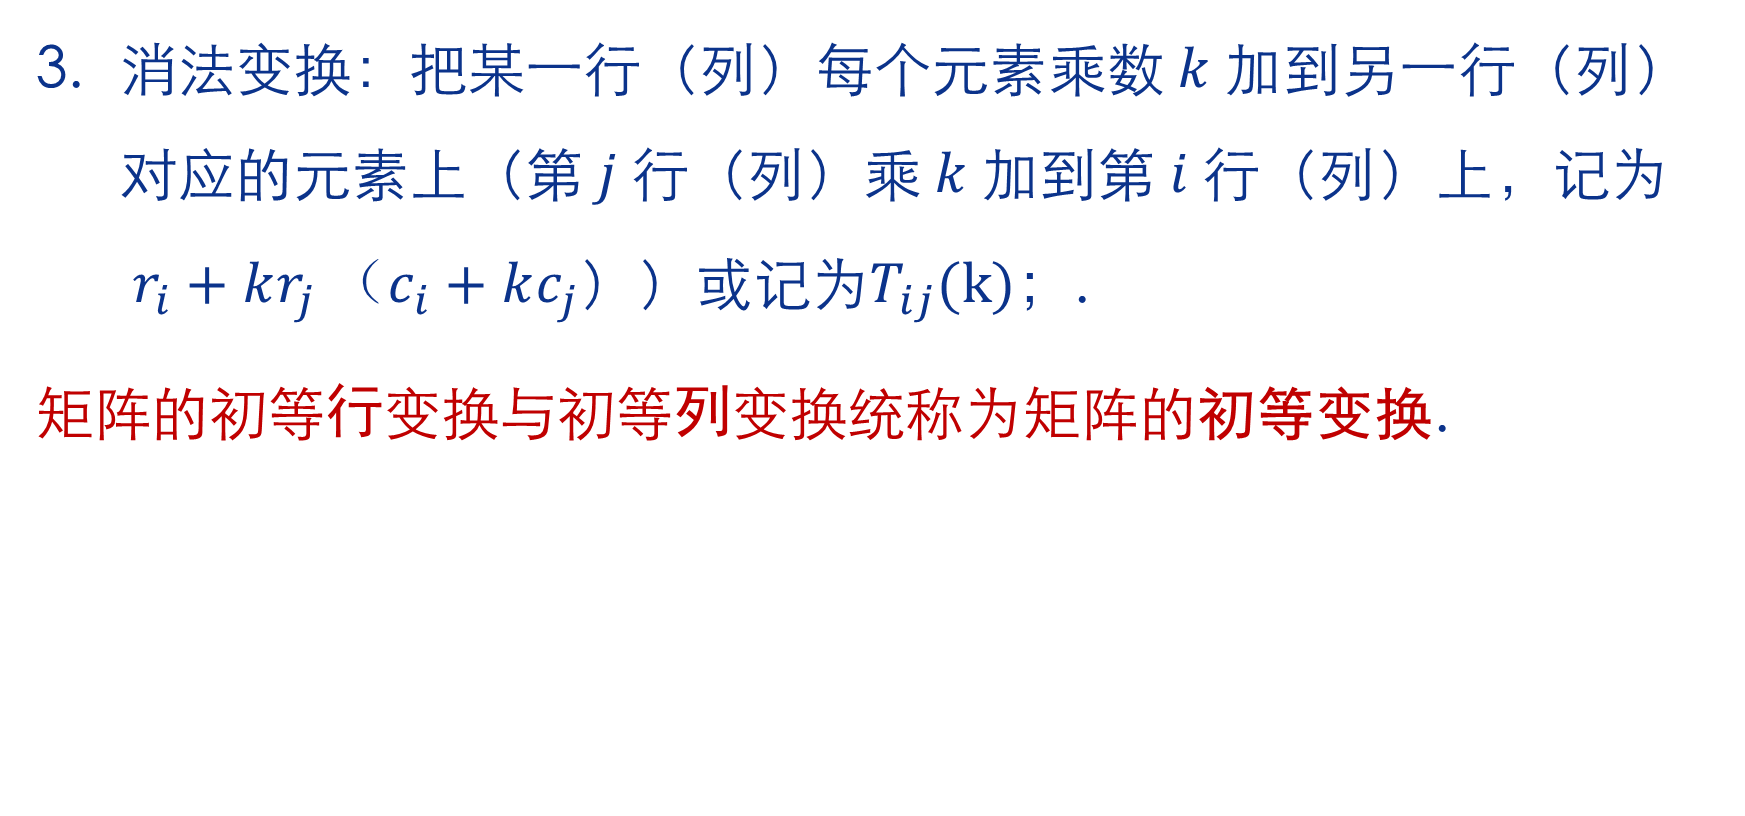 3. 消法变换：把某一行（列）每个元素乘数 k 加到另一行（列）
对应的元素上（第 j 行（列）乘 k 加到第 i 行（列）上，记为
r_i + kr_j （c_i + kc_j））或记为T_{ij}(k)；.
矩阵的初等行变换与初等列变换统称为矩阵的初等变换.